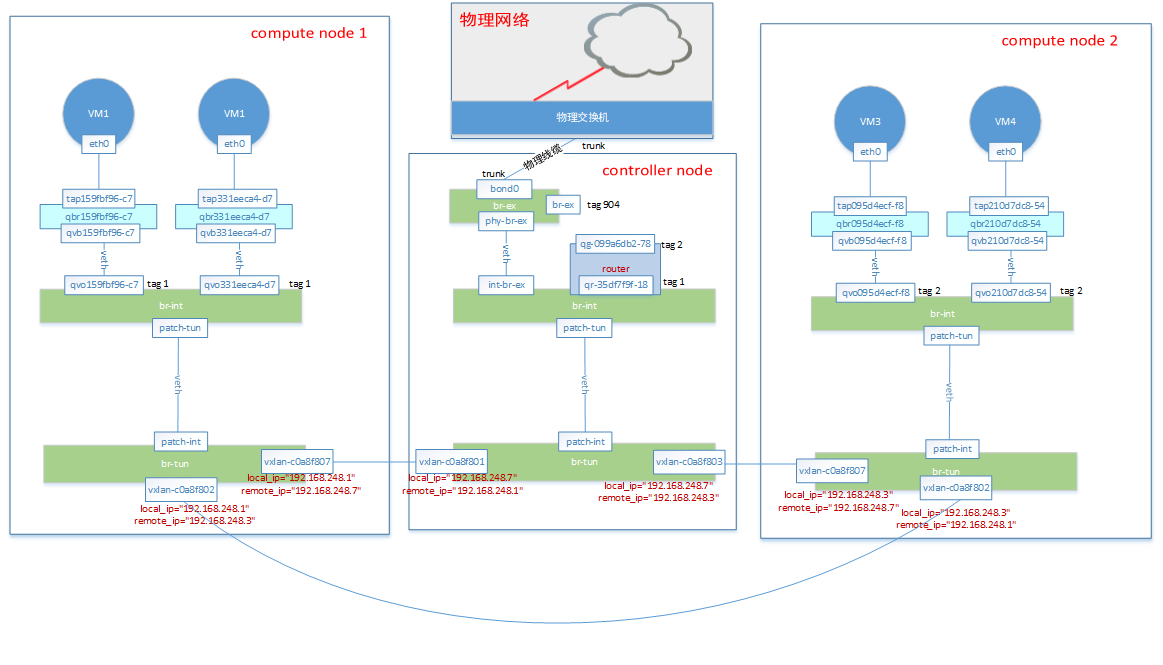 compute node 1
VM1
VM1
eth0
eth0
tap159fbf96-c7
tap331eeca4-d7
qbr159fbf96-c7
qbr331eeca4-d7
qvb159fbf96-c7
qvb331eeca4-d7
veth
veth
qvo159fbf96-c7
tag 1
qvo331eeca4-d7
tag 1
br-int
patch-tun
veth
patch-int
br-tun
vxlan-c0a8f807
local_ip="192.168.248.1"
remote_ip="192.168.248.7"
vxlan-c0a8f802
local_ip="192.168.248.1"
remote_ip="192.168.248.3"
物理网络
物理交换机
物理线缆
trunk
controller node
trunk
bond0
br-ex
br-ex
tag 904
phy-br-ex
veth
qg-099a6db2-78
tag 2
router
int-br-ex
qr-35df7f9f-18
tag 1
br-int
patch-tun
veth
patch-int
br-tun
vxlan-c0a8f801
local_ip="192.168.248.7"
remote_ip="192.168.248.1"
vxlan-c0a8f803
local_ip="192.168.248.7"
remote_ip="192.168.248.3"
compute node 2
VM3
VM4
eth0
eth0
tap095d4ecf-f8
tap210d7dc8-54
qbr095d4ecf-f8
qbr210d7dc8-54
qvb095d4ecf-f8
qvb210d7dc8-54
veth
veth
qvo095d4ecf-f8
tag 2
qvo210d7dc8-54
tag 2
br-int
patch-tun
veth
patch-int
br-tun
vxlan-c0a8f807
local_ip="192.168.248.3"
remote_ip="192.168.248.7"
vxlan-c0a8f802
local_ip="192.168.248.3"
remote_ip="192.168.248.1"